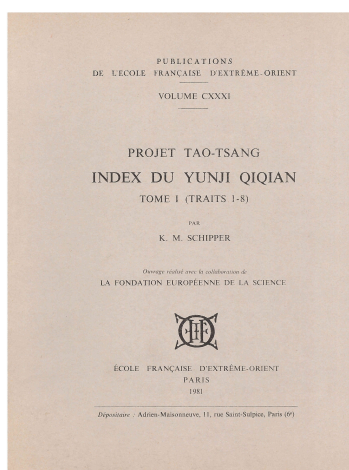 PUBLICATIONS
DE L'ÉCOLE FRANÇAISE D'EXTRÊME-ORIENT
VOLUME CXXXI
PROJET TAO-TSANG
INDEX DU YUNJI QIQIAN
TOME I (TRAITS 1-8)
PAR
K. M. SCHIPPER
Ouvrage réalisé avec la collaboration de
LA FONDATION EUROPÉENNE DE LA SCIENCE
ÉCOLE FRANÇAISE D'EXTRÊME-ORIENT
PARIS
1981
Dépositaire : Adrien-Maisonneuve, 11, rue Saint-Sulpice, Paris (6e)